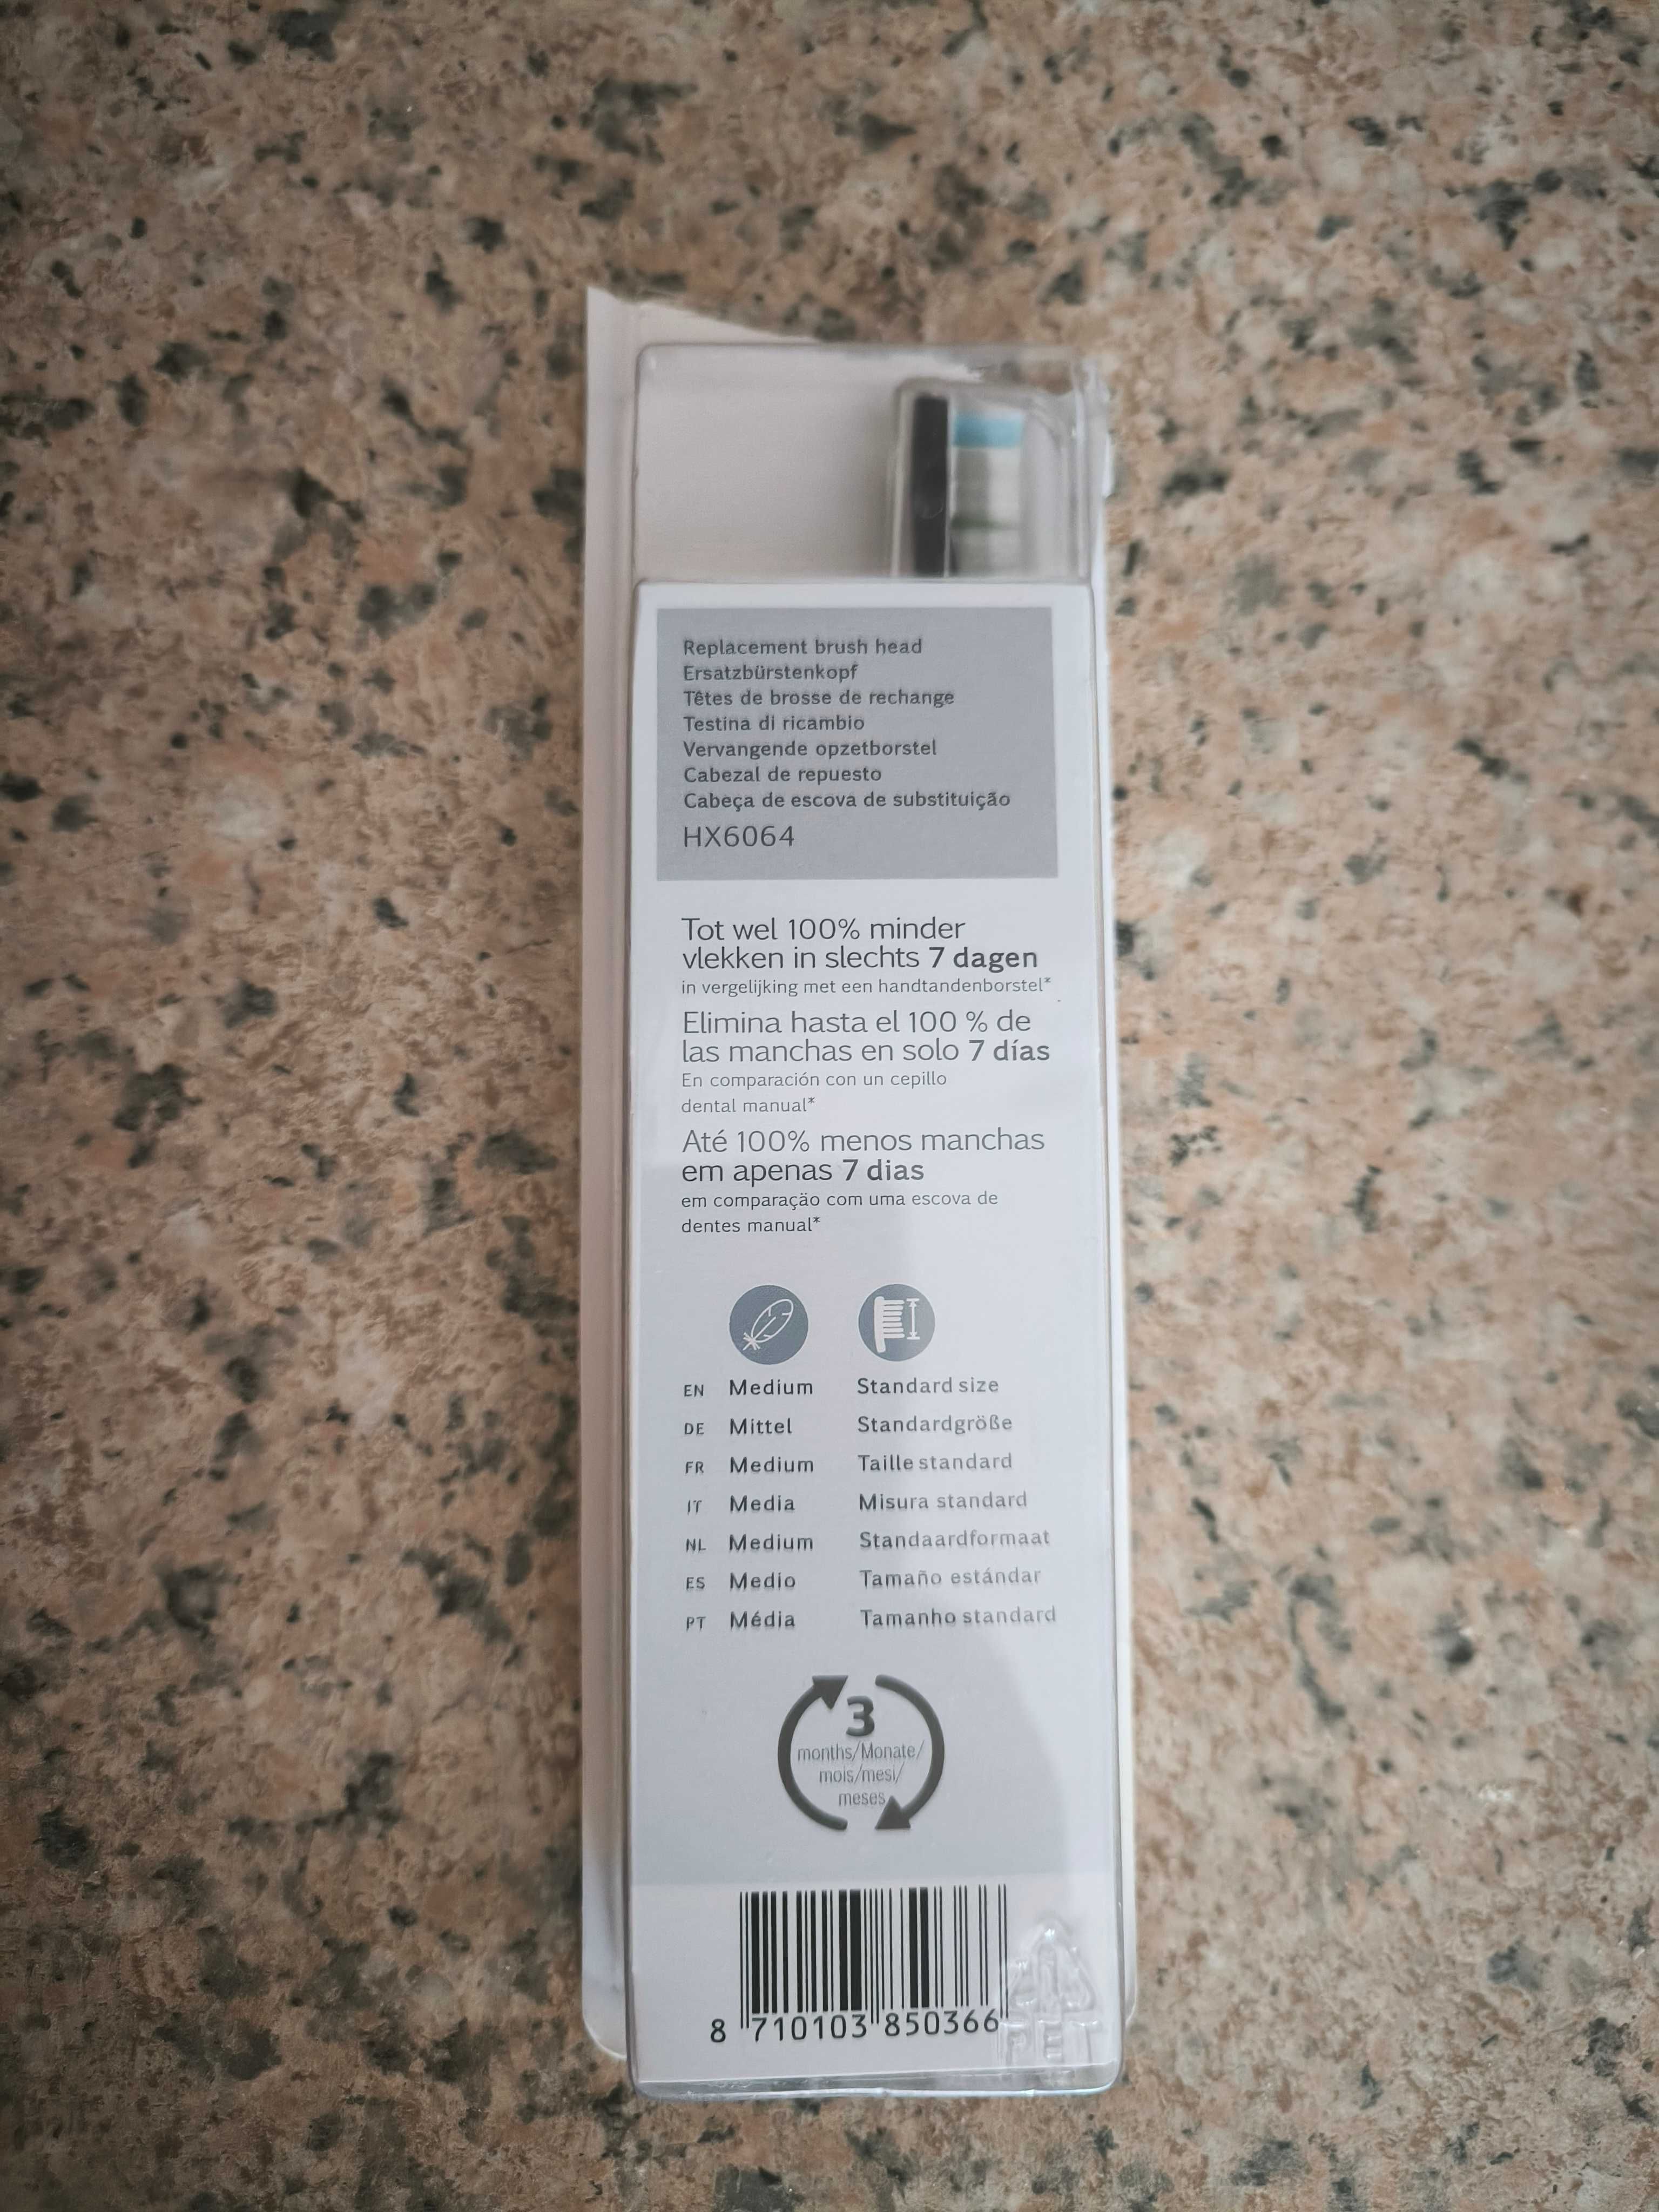 Replacement brush head
Ersatzbürstenkopf
Têtes de brosse de rechange
Testina di ricambio
Vervangende opzetborstel
Cabezal de repuesto
Cabeça de escova de substituição
HX6064
Tot wel 100% minder
vlekken in slechts 7 dagen
in vergelijking met een handtandenborstel*
Elimina hasta el 100 % de
las manchas en solo 7 días
En comparación con un cepillo
dental manual*
Até 100% menos manchas
em apenas 7 dias
em comparação com uma escova de
dentes manual*
EN Medium Standard size
DE Mittel Standardgröße
FR Medium Taille standard
IT Media Misura standard
NL Medium Standaardformaat
ES Medio Tamaño estándar
PT Média Tamanho standard
3
months/Monate/
mois/mesi/
meses
8 710103 850366
PET